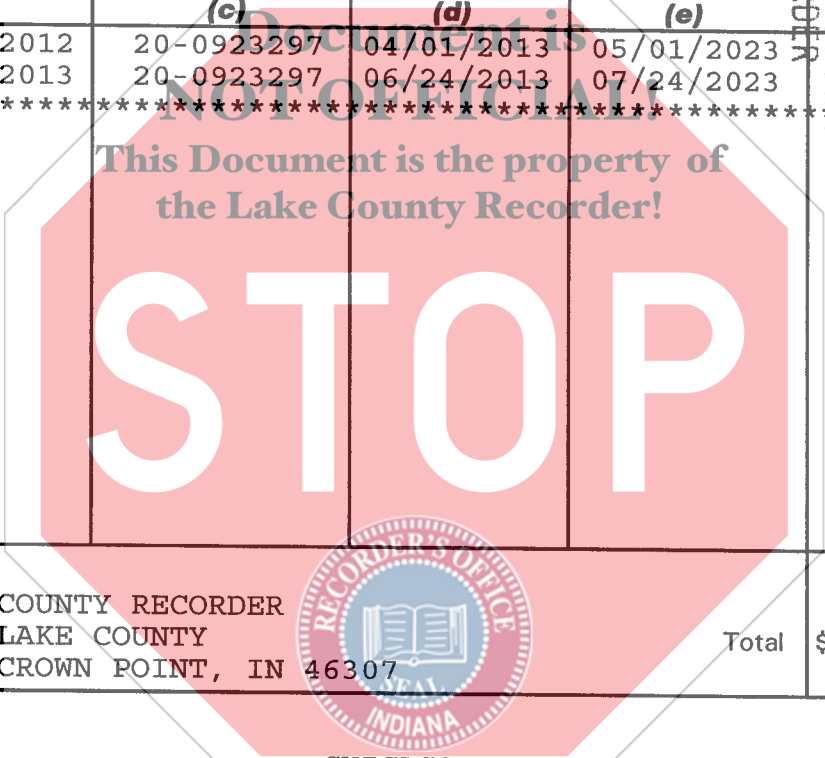 (c) (d) (e)
Document is
2012 20-0923297 04/01/2013 05/01/2023
2013 20-0923297 06/24/2013 07/24/2023
NOT OFFICIAL!
This Document is the property of
the Lake County Recorder!
STOP
RECORDER'S OFFICE
SEAL
INDIANA
COUNTY RECORDER
LAKE COUNTY
CROWN POINT, IN 46307
Total $